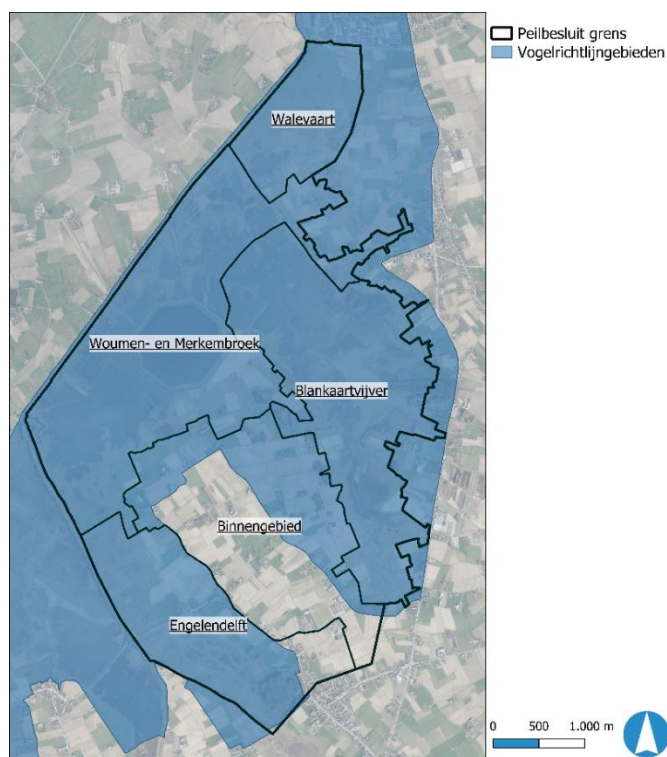 Peilbesluit grens
Vogelrichtlijngebieden
Walevaart
Woumen- en Merkembroek
Blankaartvijver
Binnengebied
Engelendelft
0 500 1.000 m